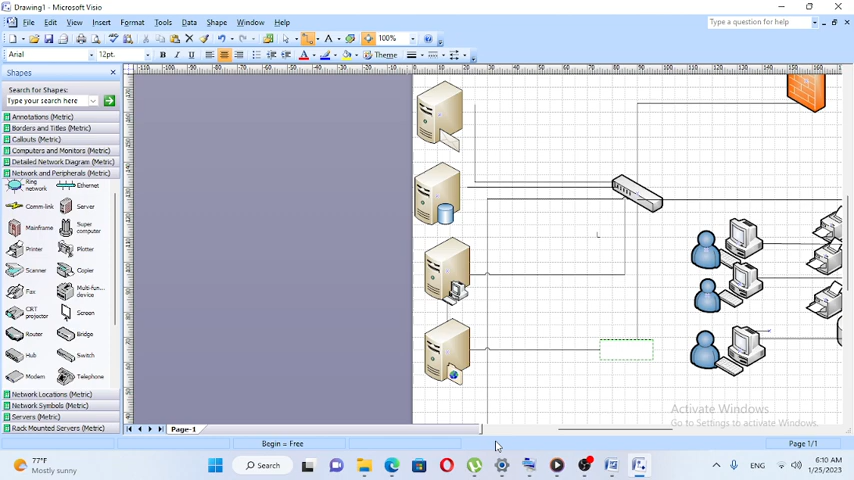 Drawing1 - Microsoft Visio
File Edit View Insert Format Tools Data Shape Window Help
Type a question for help
100%
Arial 12pt. B I U Theme
Shapes
Search for Shapes:
Type your search here
Annotations (Metric)
Borders and Titles (Metric)
Callouts (Metric)
Computers and Monitors (Metric)
Detailed Network Diagram (Metric)
Network and Peripherals (Metric)
Ring network Ethernet
Comm-link Server
Mainframe Super computer
Printer Plotter
Scanner Copier
Fax Multi-fun... device
CRT projector Screen
Router Bridge
Hub Switch
Modem Telephone
Network Locations (Metric)
Network Symbols (Metric)
Servers (Metric)
Rack Mounted Servers (Metric)
Activate Windows
Go to Settings to activate Windows.
Page-1
Begin = Free
Page 1/1
77°F
Mostly sunny
Search
ENG
6:10 AM
1/25/2023